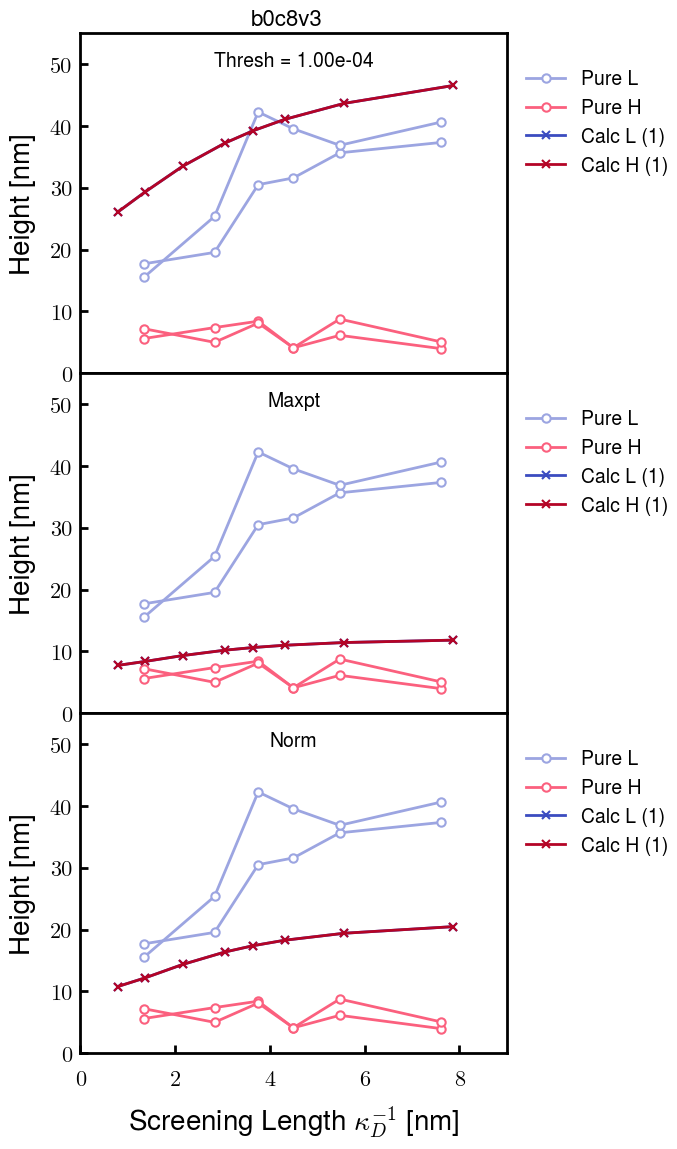 b0c8v3
Thresh = 1.00e-04
50
40
30
20
10
0
Height [nm]
Pure L
Pure H
Calc L (1)
Calc H (1)
Maxpt
50
40
30
20
10
0
Height [nm]
Pure L
Pure H
Calc L (1)
Calc H (1)
Norm
50
40
30
20
10
0
Height [nm]
Pure L
Pure H
Calc L (1)
Calc H (1)
0 2 4 6 8
Screening Length $\kappa_D^{-1}$ [nm]